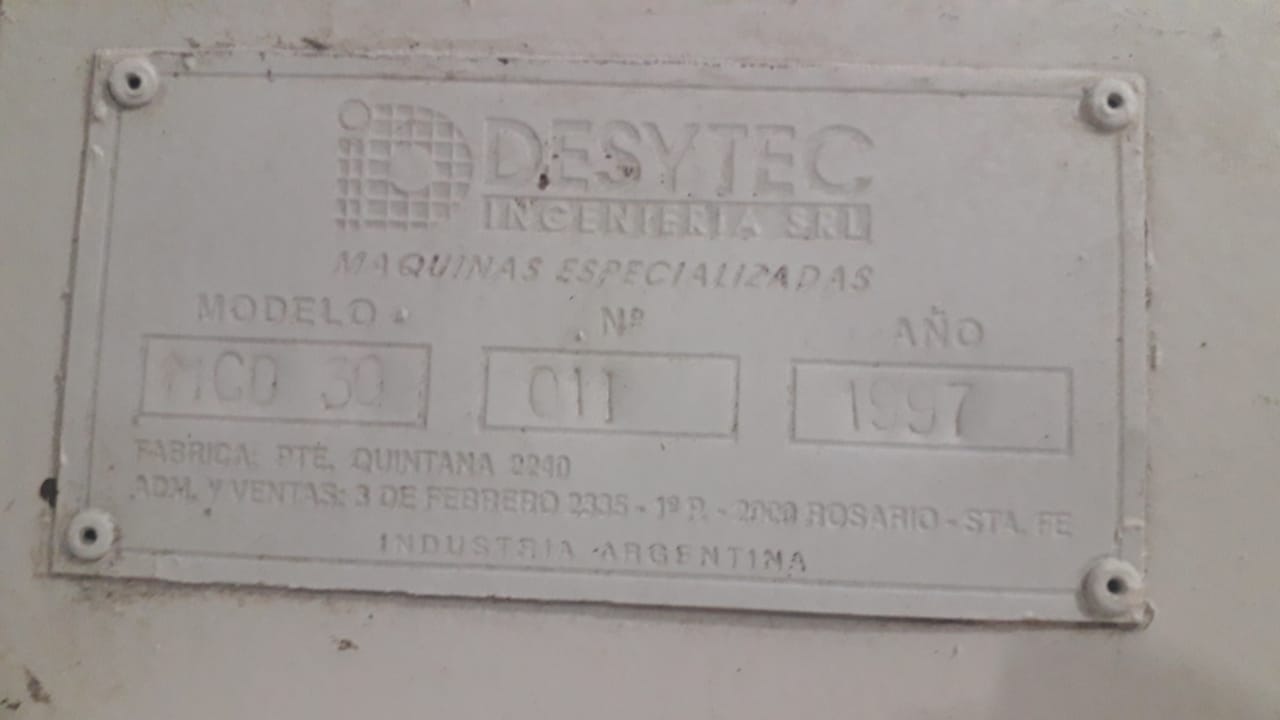 DESYTEC
INGENIERIA SRL
MAQUINAS ESPECIALIZADAS
MODELO Nº AÑO
MCD 30 011 1997
FABRICA: PTE. QUINTANA 2240
ADM. Y VENTAS: 3 DE FEBRERO 2335 - 1º P. - 2000 ROSARIO - STA. FE
INDUSTRIA ARGENTINA